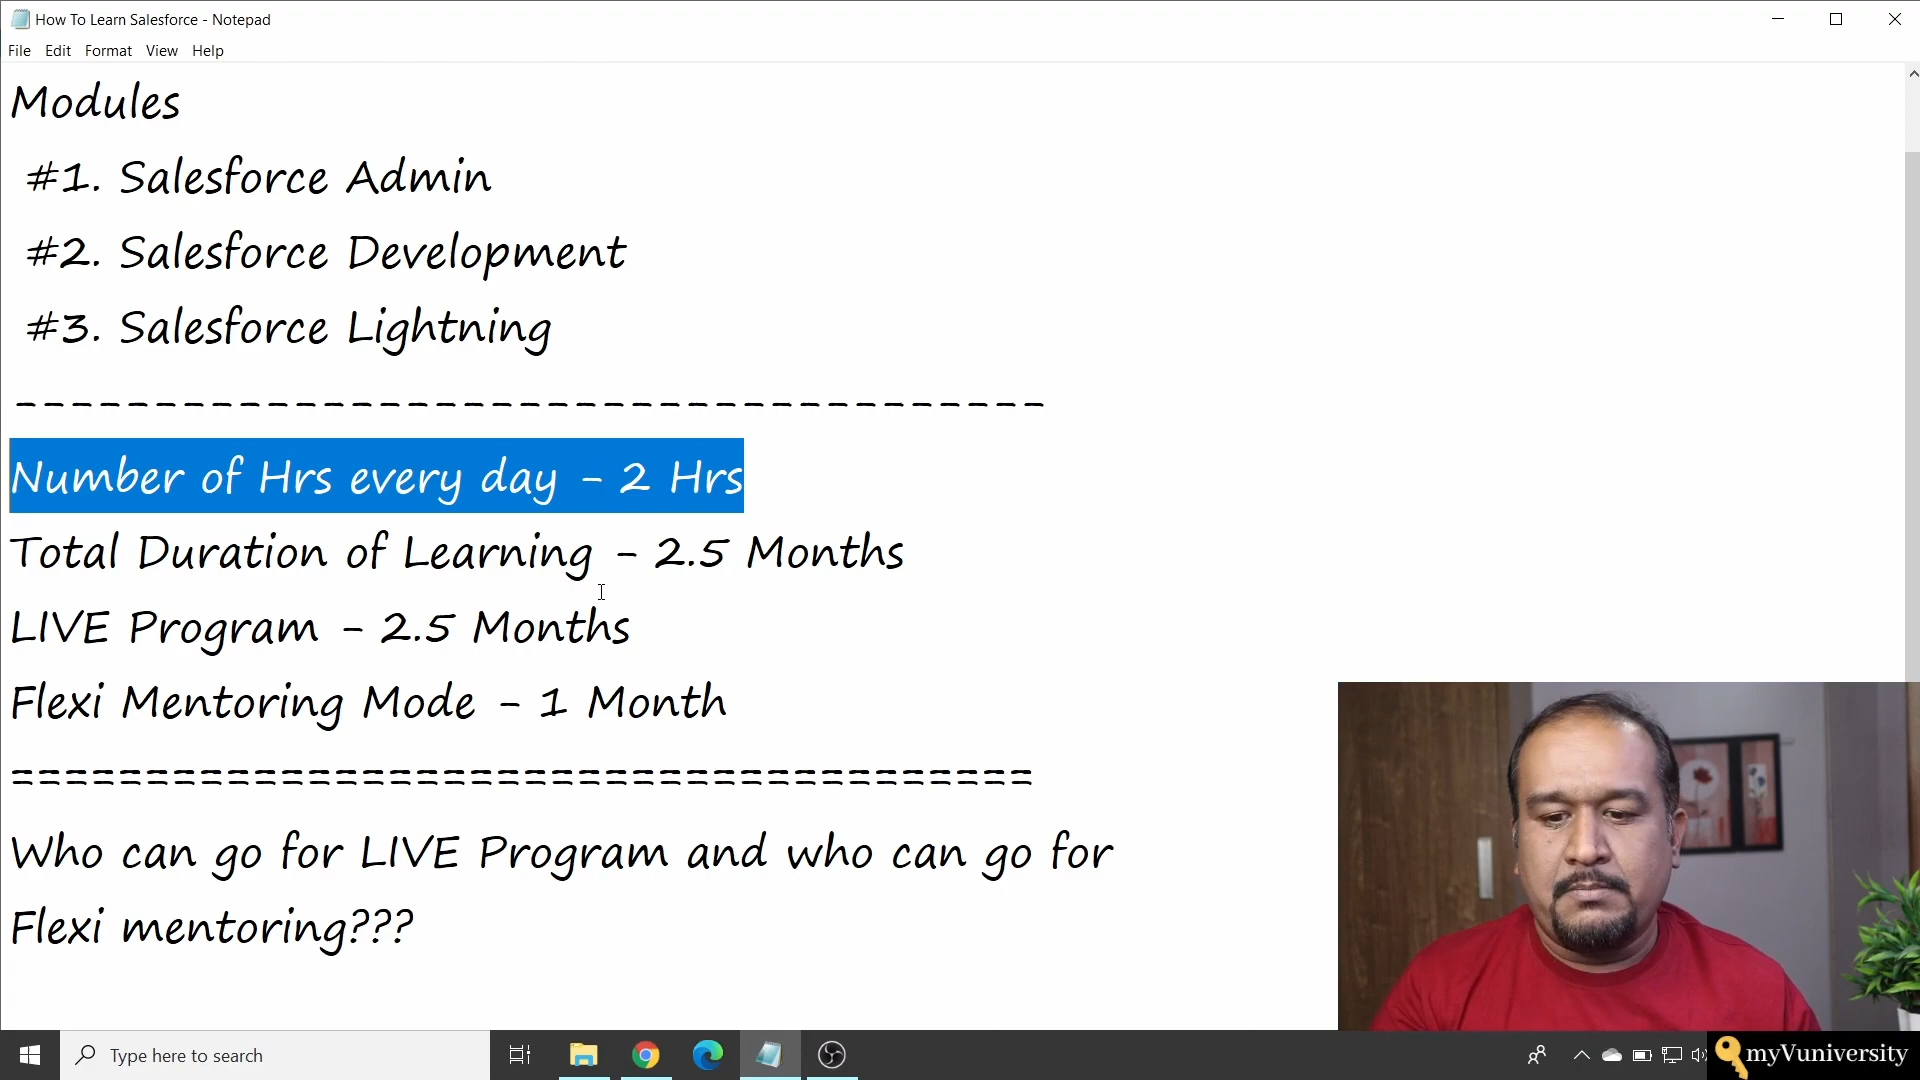 How To Learn Salesforce - Notepad
File Edit Format View Help
Modules
#1. Salesforce Admin
#2. Salesforce Development
#3. Salesforce Lightning
--------------------------------------
Number of Hrs every day - 2 Hrs
Total Duration of Learning - 2.5 Months
LIVE Program - 2.5 Months
Flexi Mentoring Mode - 1 Month
======================================
Who can go for LIVE Program and who can go for
Flexi mentoring???
Type here to search
myVuniversity